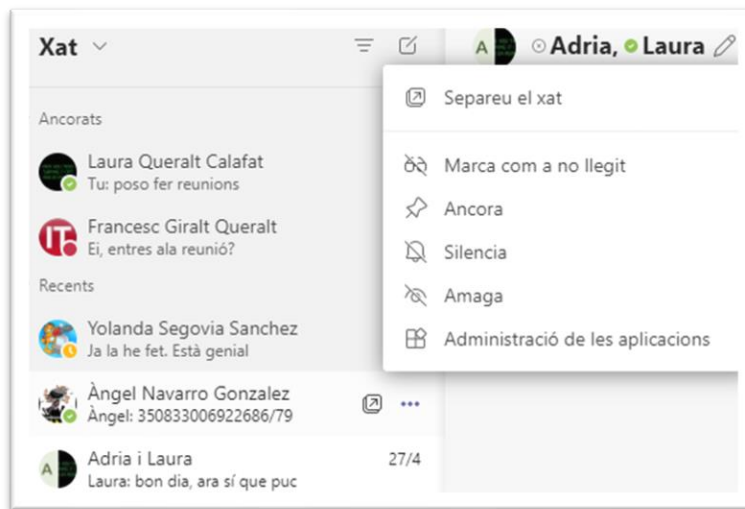 Xat
A Adria, Laura
Separeu el xat
Ancorats
Laura Queralt Calafat
Tu: poso fer reunions
Marca com a no llegit
Ancora
Francesc Giralt Queralt
Ei, entres ala reunió?
Silencia
Recents
Amaga
Yolanda Segovia Sanchez
Ja la he fet. Està genial
Administració de les aplicacions
Àngel Navarro Gonzalez
Àngel: 350833006922686/79
A Adria i Laura 27/4
Laura: bon dia, ara sí que puc